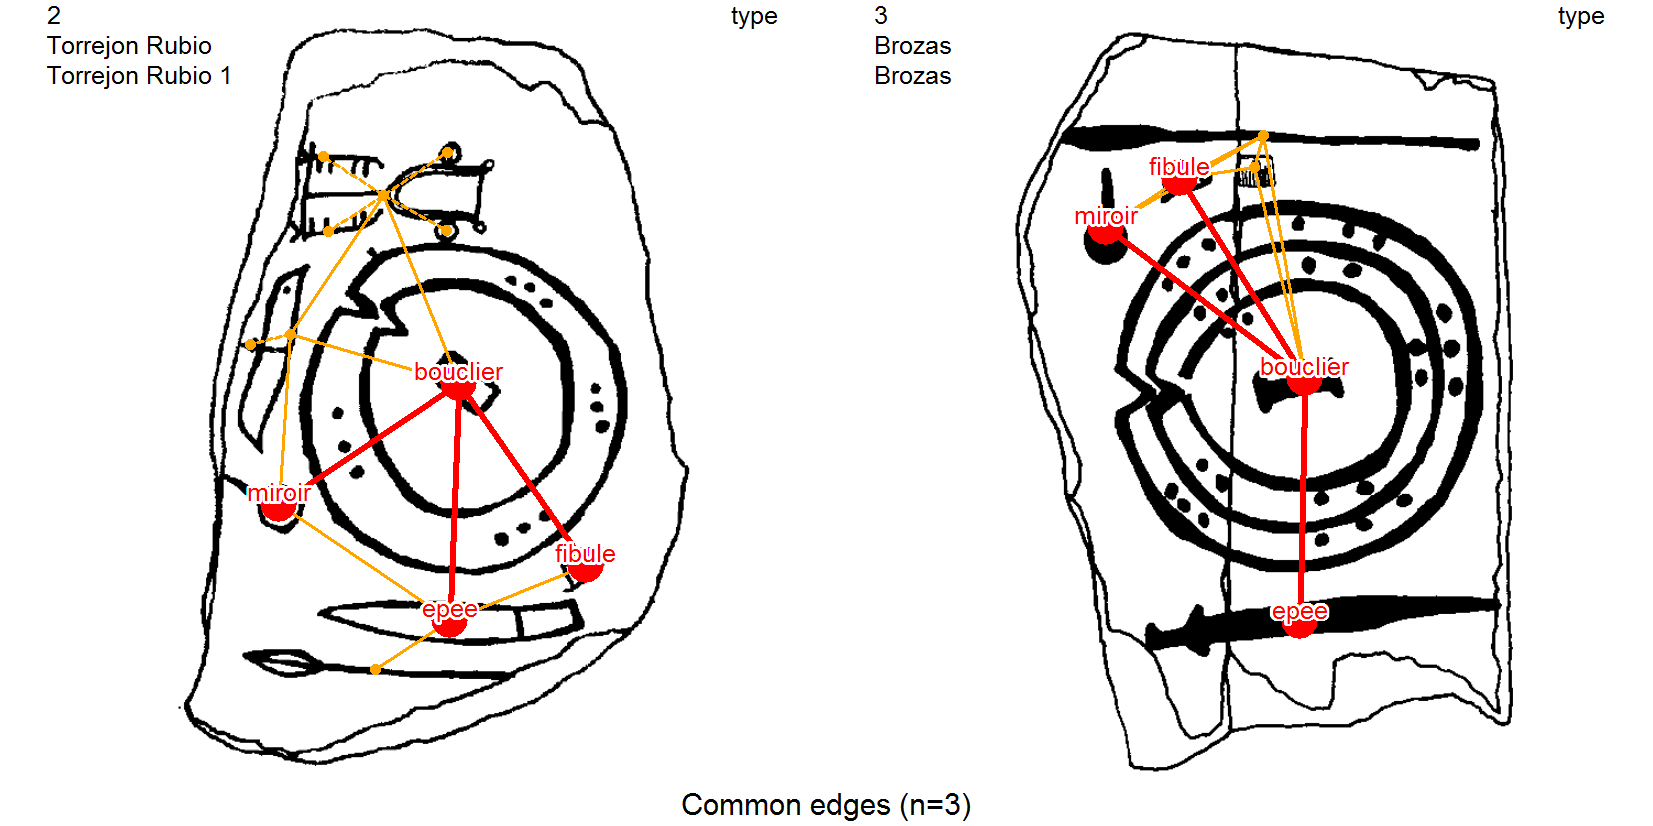 2
Torrejon Rubio
Torrejon Rubio 1
type
bouclier
miroir
fibule
epee
3
Brozas
Brozas
type
fibule
miroir
bouclier
epee
Common edges (n=3)